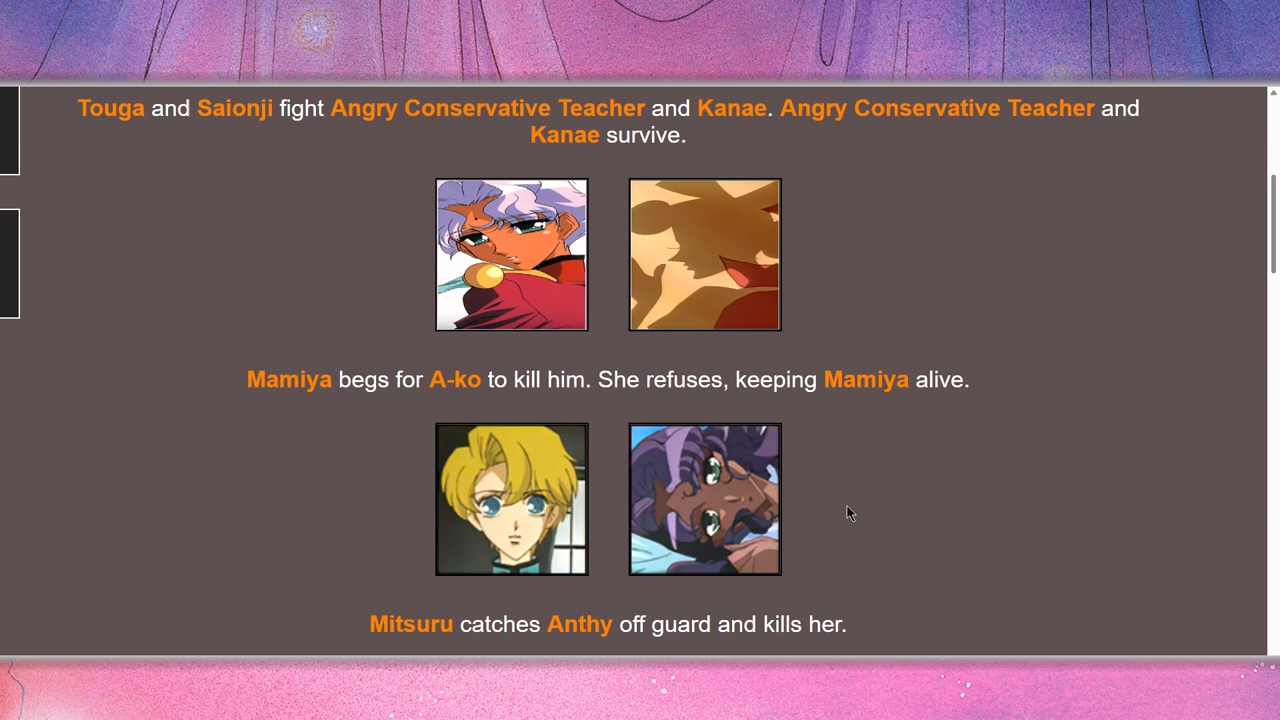 Touga and Saionji fight Angry Conservative Teacher and Kanae. Angry Conservative Teacher and
Kanae survive.
Mamiya begs for A-ko to kill him. She refuses, keeping Mamiya alive.
Mitsuru catches Anthy off guard and kills her.